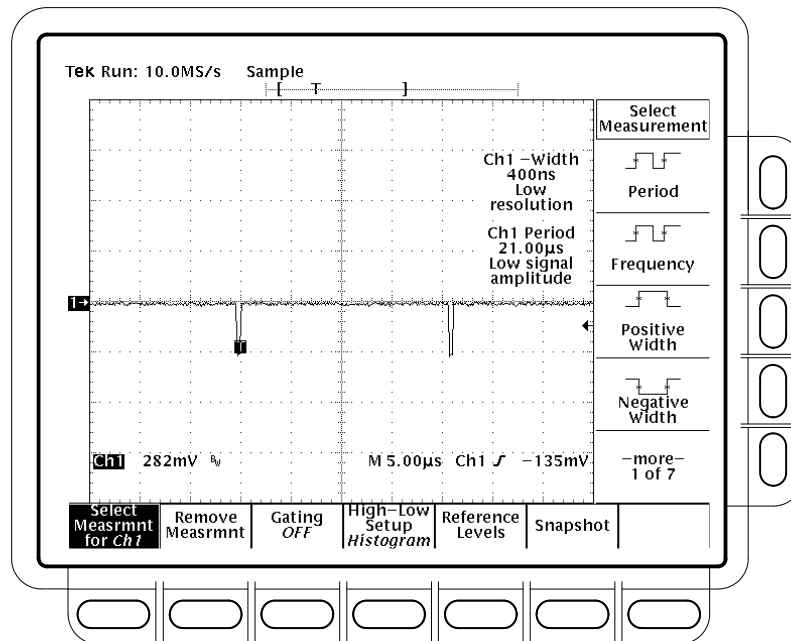 Tek Run: 10.0MS/s Sample
[ T ]
Select
Measurement
Ch1 –Width
400ns
Low
resolution
Ch1 Period
21.00µs
Low signal
amplitude
Period
Frequency
Positive
Width
Negative
Width
–more–
1 of 7
1→
T
Ch1 282mV BW M 5.00µs Ch1 –135mV
Select
Measrmnt
for Ch1
Remove
Measrmnt
Gating
OFF
High–Low
Setup
Histogram
Reference
Levels
Snapshot